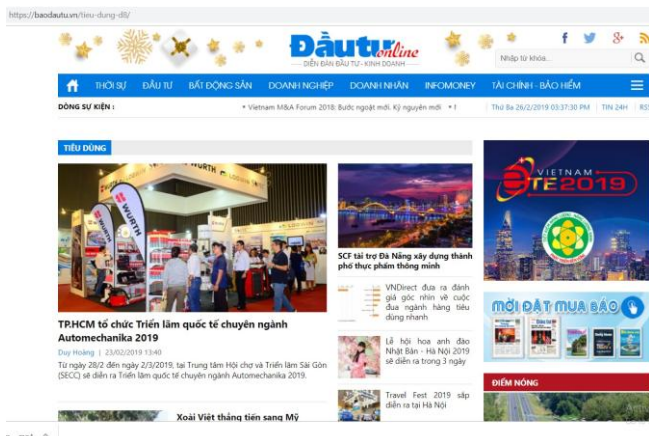 https://baodautu.vn/tieu-dung-d8/
Đầu tư Online
DIỄN ĐÀN ĐẦU TƯ - KINH DOANH
Nhập từ khóa...
THỜI SỰ ĐẦU TƯ BẤT ĐỘNG SẢN DOANH NGHIỆP DOANH NHÂN INFOMONEY TÀI CHÍNH - BẢO HIỂM
DÒNG SỰ KIỆN : * Vietnam M&A Forum 2018: Bước ngoặt mới. Kỷ nguyên mới Thứ Ba 26/2/2019 03:37:30 PM TIN 24H RS
TIÊU DÙNG
WURTH
WURTH
WURTH
TP.HCM tổ chức Triển lãm quốc tế chuyên ngành
Automechanika 2019
Duy Hoàng | 23/02/2019 13:40
Từ ngày 28/2 đến ngày 2/3/2019, tại Trung tâm Hội chợ và Triển lãm Sài Gòn
(SECC) sẽ diễn ra Triển lãm quốc tế chuyên ngành Automechanika 2019.
Xoài Việt thẳng tiến sang Mỹ
SCF tài trợ Đà Nẵng xây dựng thành
phố thực phẩm thông minh
VNDirect đưa ra đánh
giá góc nhìn về cuộc
đua ngành hàng tiêu
dùng nhanh
Lễ hội hoa anh đào
Nhật Bản - Hà Nội 2019
sẽ diễn ra trong 3 ngày
Travel Fest 2019 sắp
diễn ra tại Hà Nội
VIETNAM
ETE 2019
MỜI ĐẶT MUA BÁO
ĐIỂM NÓNG